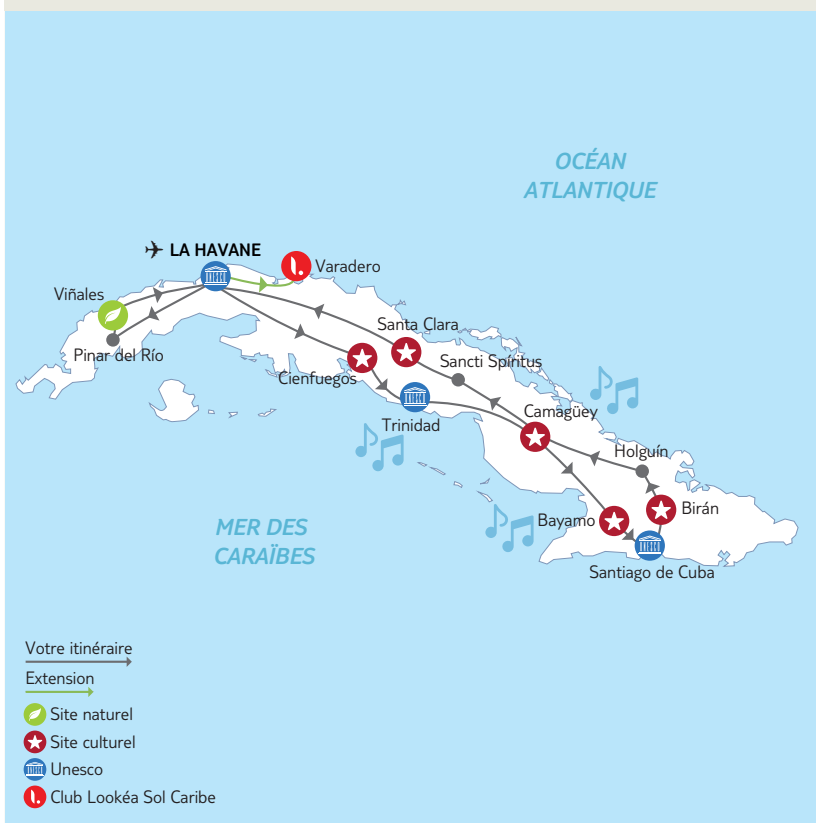 OCÉAN
ATLANTIQUE
LA HAVANE
Varadero
Viñales
Santa Clara
Pinar del Río
Sancti Spíritus
Cienfuegos
Trinidad
Camagüey
Holguín
Birán
Bayamo
MER DES
CARAÏBES
Santiago de Cuba
Votre itinéraire
Extension
Site naturel
Site culturel
Unesco
Club Lookéa Sol Caribe